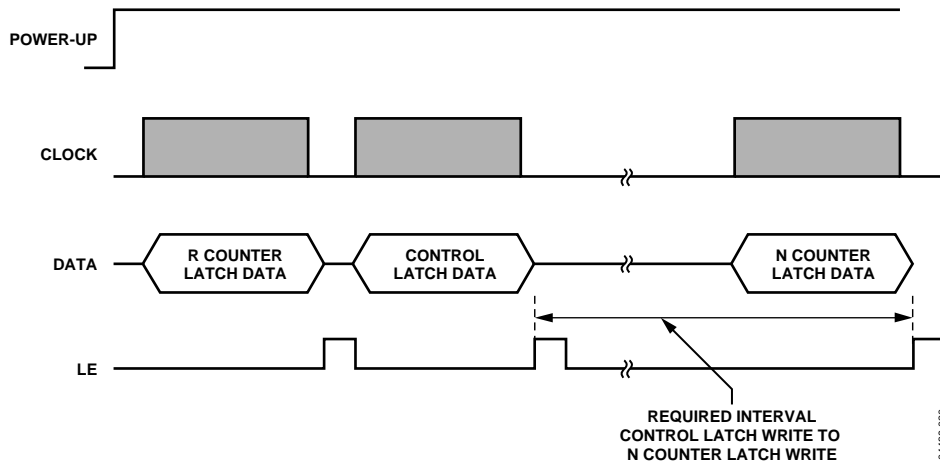 POWER-UP
CLOCK
DATA
R COUNTER
LATCH DATA
CONTROL
LATCH DATA
N COUNTER
LATCH DATA
LE
REQUIRED INTERVAL
CONTROL LATCH WRITE TO
N COUNTER LATCH WRITE